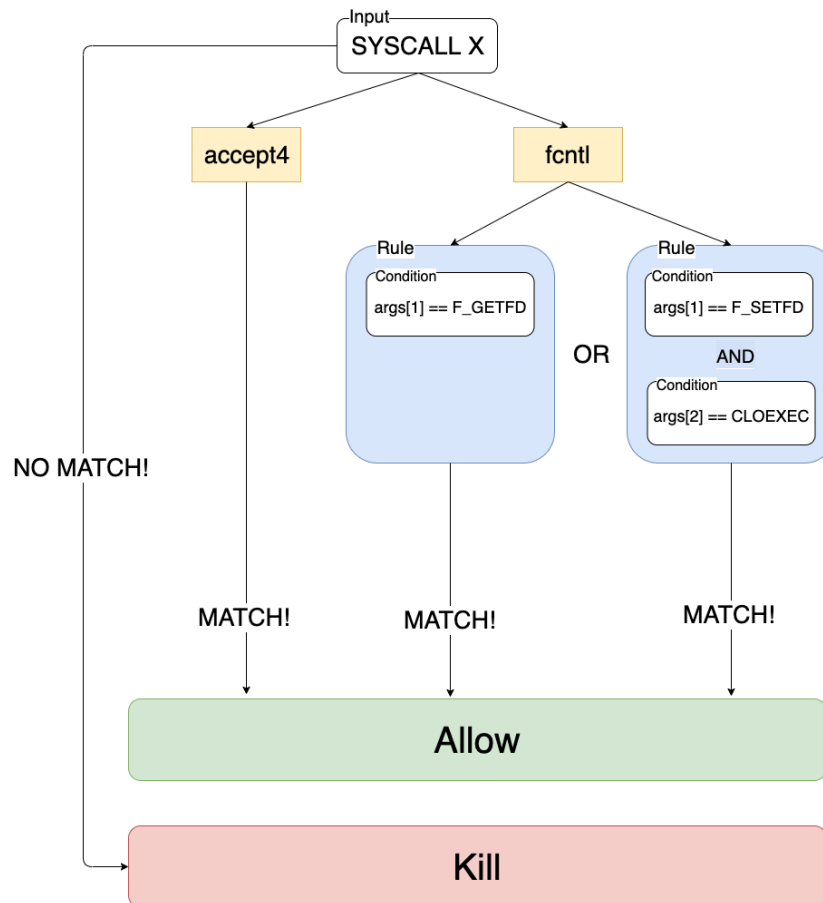 Input
SYSCALL X
accept4
fcntl
Rule
Condition
args[1] == F_GETFD
OR
Rule
Condition
args[1] == F_SETFD
AND
Condition
args[2] == CLOEXEC
NO MATCH!
MATCH!
MATCH!
MATCH!
Allow
Kill